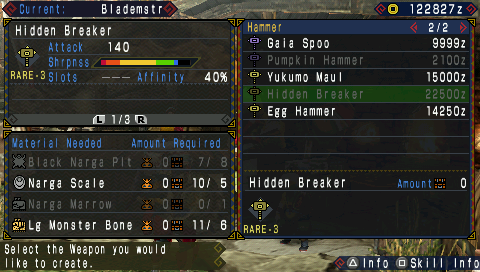 Current: Blademstr
122827z
Hidden Breaker
Attack 140
Shrpnss
RARE-3 Slots --- Affinity 40%
L 1/3 R
Material Needed Amount Required
Black Narga Plt 0 7/ 8
Narga Scale 0 10/ 5
Narga Marrow 0 0/ 1
Lg Monster Bone 0 11/ 6
Select the Weapon you would
like to create.
Hammer 2/2
Gaia Spoo 9999z
Pumpkin Hammer 2100z
Yukumo Maul 15000z
Hidden Breaker 22500z
Egg Hammer 14250z
Hidden Breaker Amount 0
RARE-3
Info Skill Info